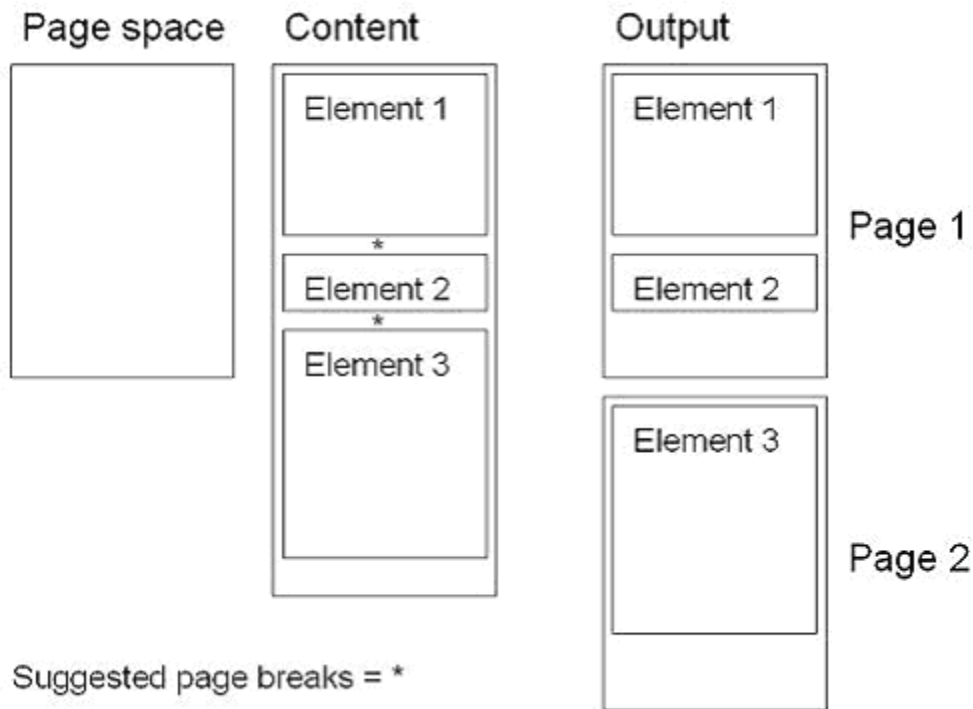 Page space
Content
Output
Element 1
*
Element 2
*
Element 3
Element 1
Element 2
Page 1
Element 3
Page 2
Suggested page breaks = *